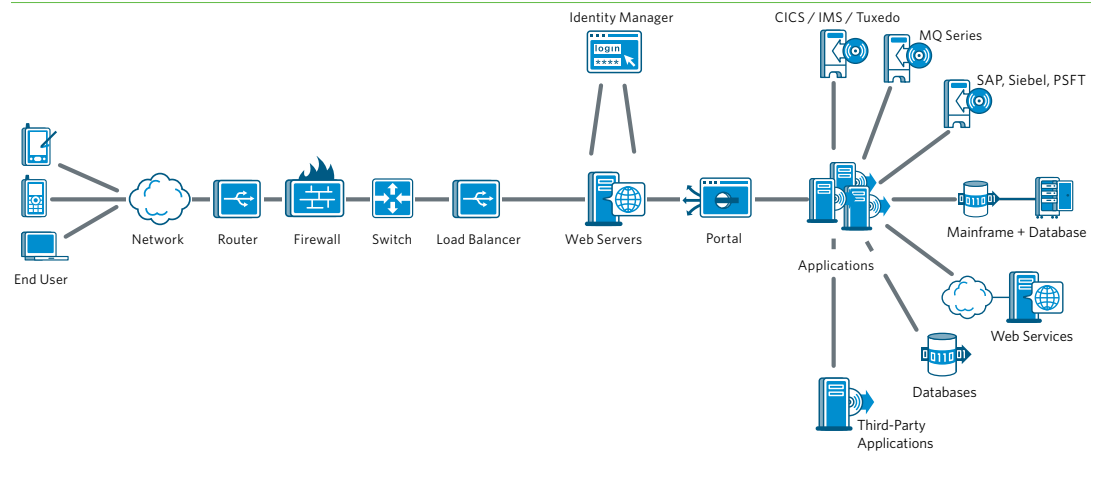 Identity Manager
CICS / IMS / Tuxedo
MQ Series
login
****
SAP, Siebel, PSFT
Network
Router
Firewall
Switch
Load Balancer
Web Servers
Portal
Mainframe + Database
0110
Applications
End User
Web Services
0110
Databases
Third-Party
Applications